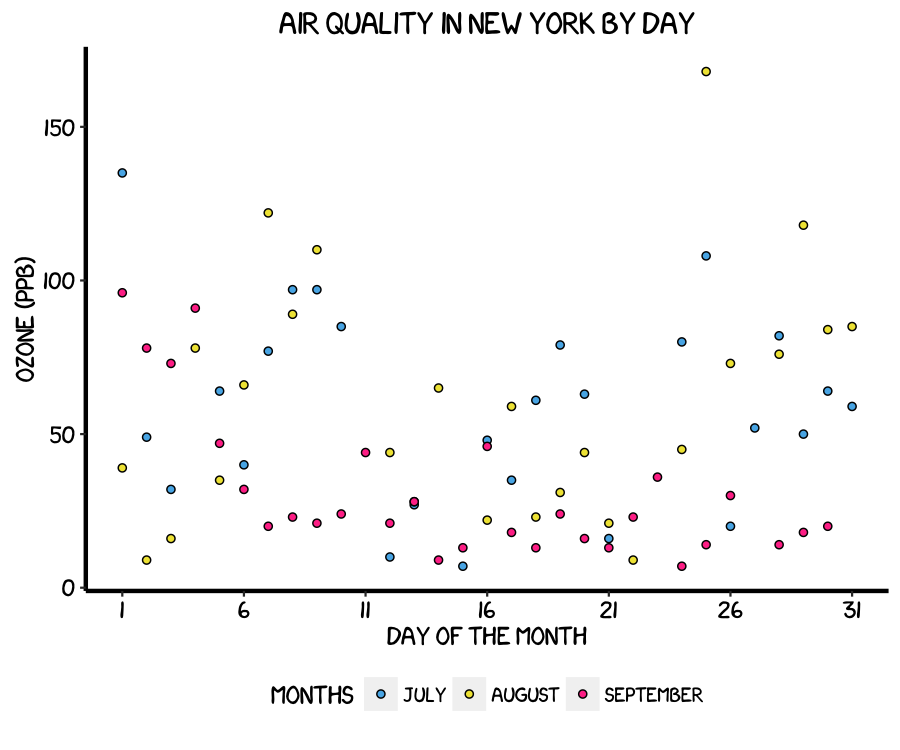 AIR QUALITY IN NEW YORK BY DAY
OZONE (PPB)
150
100
50
0
1 6 11 16 21 26 31
DAY OF THE MONTH
MONTHS JULY AUGUST SEPTEMBER